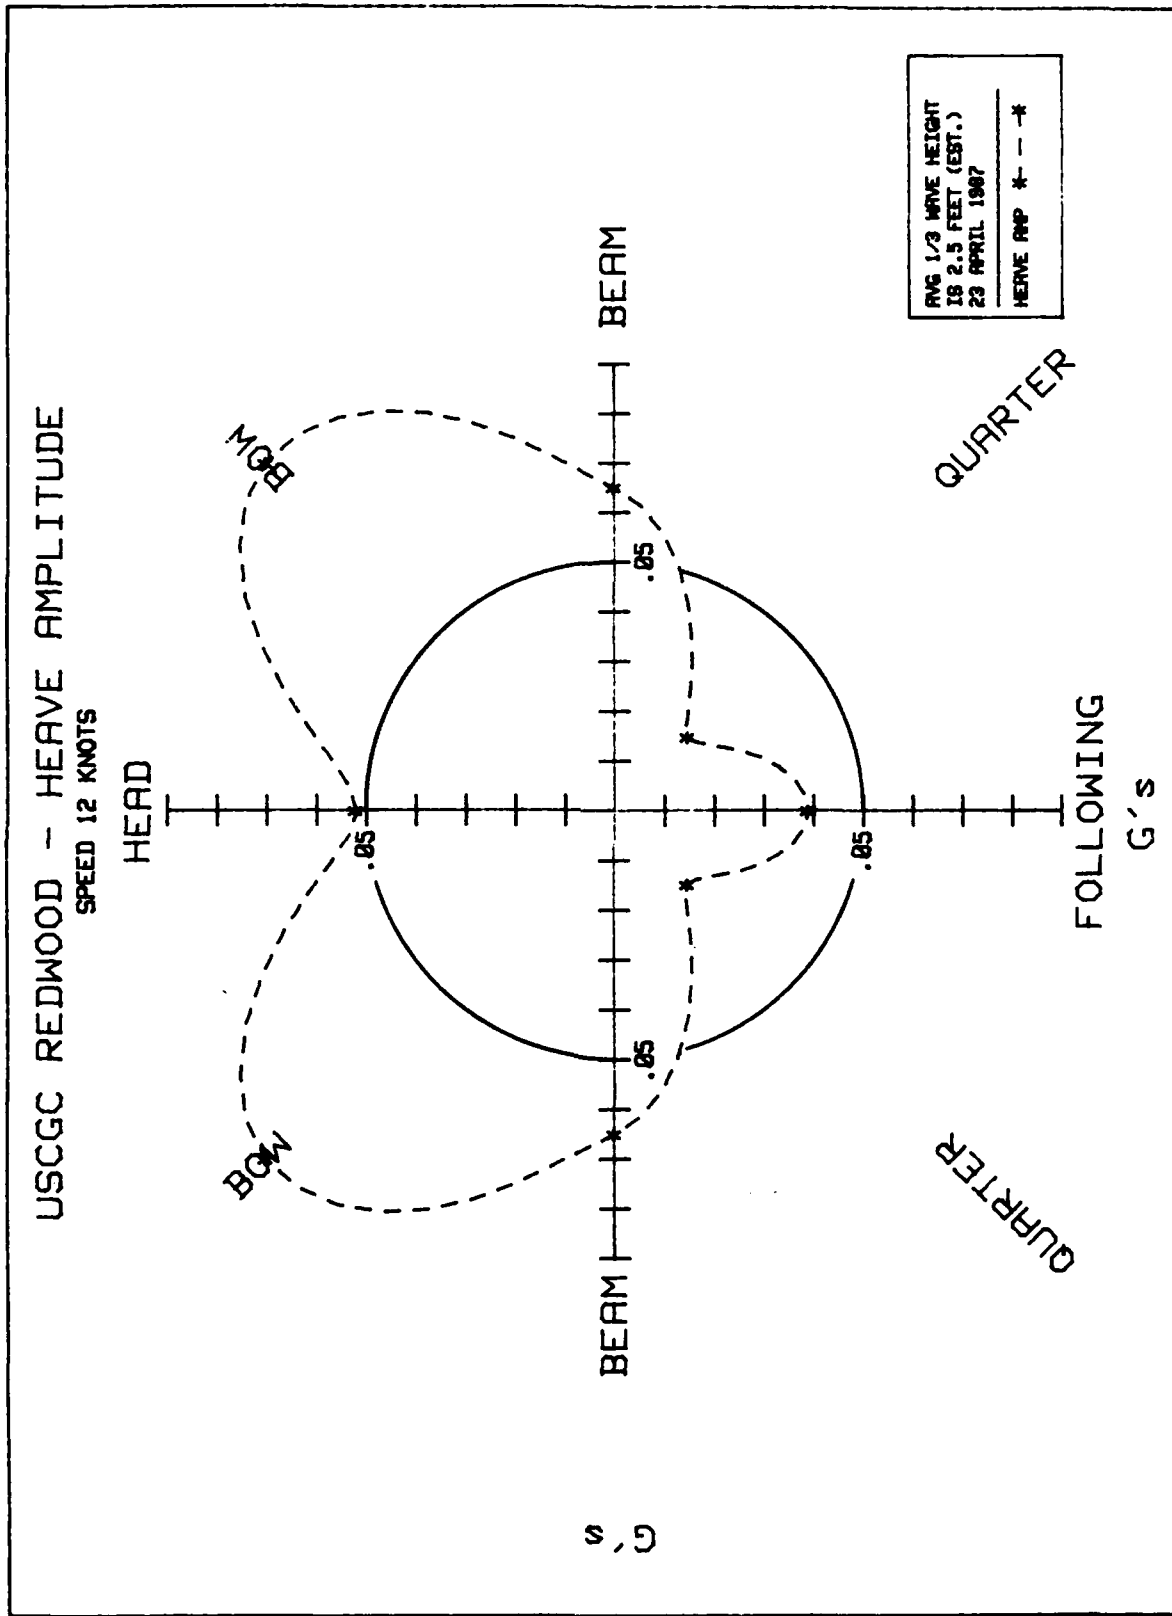 USCGC REDWOOD - HEAVE AMPLITUDE
SPEED 12 KNOTS
HEAD
BOW
BOW
.05
BEAM
.05
.05
BEAM
.05
QUARTER
QUARTER
FOLLOWING
G's
G's
AVG 1/3 WAVE HEIGHT
IS 2.5 FEET (EST.)
23 APRIL 1987
HEAVE AMP *- - -*